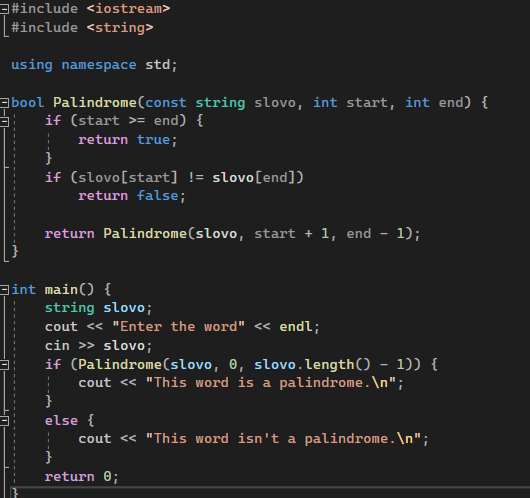 #include <iostream>
#include <string>
using namespace std;
bool Palindrome(const string slovo, int start, int end) {
if (start >= end) {
return true;
}
if (slovo[start] != slovo[end])
return false;
return Palindrome(slovo, start + 1, end - 1);
}
int main() {
string slovo;
cout << "Enter the word" << endl;
cin >> slovo;
if (Palindrome(slovo, 0, slovo.length() - 1)) {
cout << "This word is a palindrome.\n";
}
else {
cout << "This word isn't a palindrome.\n";
}
return 0;
}